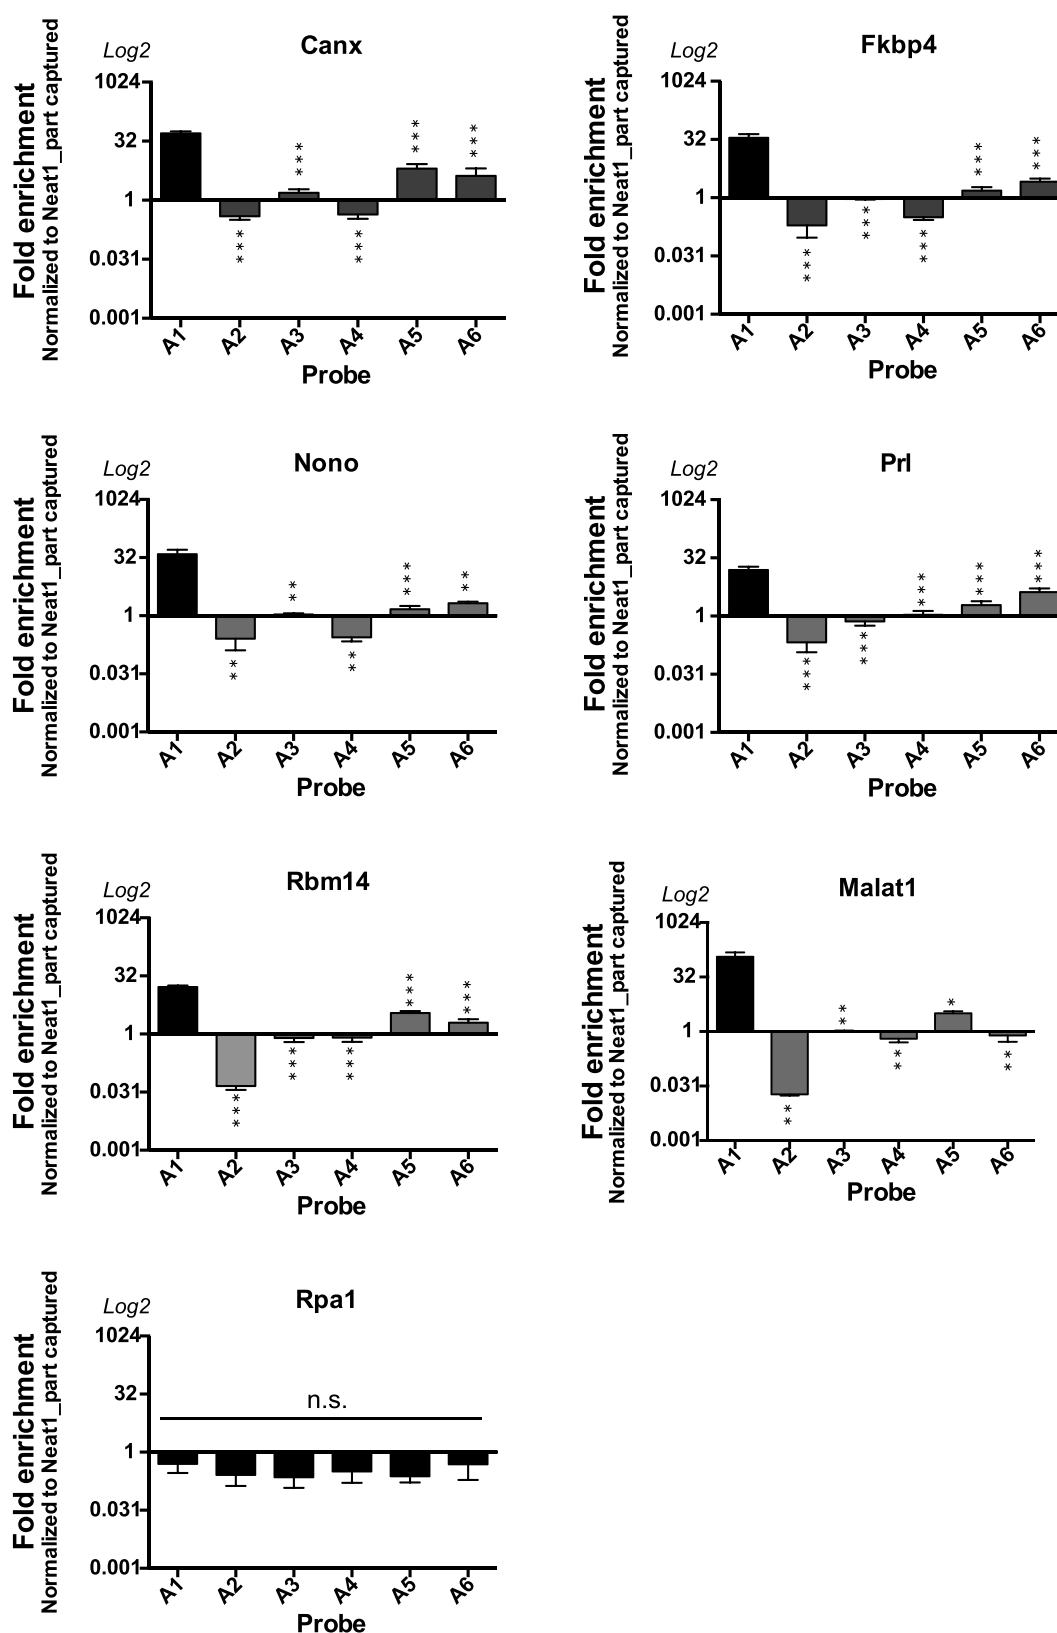 Log2
Canx
Fold enrichment
Normalized to Neat1_part captured
1024
32
1
0.031
0.001
***
***
***
***
***
A1
A2
A3
A4
A5
A6
Probe
Log2
Fkbp4
Fold enrichment
Normalized to Neat1_part captured
1024
32
1
0.031
0.001
***
***
***
***
***
A1
A2
A3
A4
A5
A6
Probe
Log2
Nono
Fold enrichment
Normalized to Neat1_part captured
1024
32
1
0.031
0.001
**
**
**
***
**
A1
A2
A3
A4
A5
A6
Probe
Log2
Prl
Fold enrichment
Normalized to Neat1_part captured
1024
32
1
0.031
0.001
***
***
***
***
***
A1
A2
A3
A4
A5
A6
Probe
Log2
Rbm14
Fold enrichment
Normalized to Neat1_part captured
1024
32
1
0.031
0.001
***
***
***
***
***
A1
A2
A3
A4
A5
A6
Probe
Log2
Malat1
Fold enrichment
Normalized to Neat1_part captured
1024
32
1
0.031
0.001
**
**
**
*
**
A1
A2
A3
A4
A5
A6
Probe
Log2
Rpa1
Fold enrichment
Normalized to Neat1_part captured
1024
32
1
0.031
0.001
n.s.
A1
A2
A3
A4
A5
A6
Probe